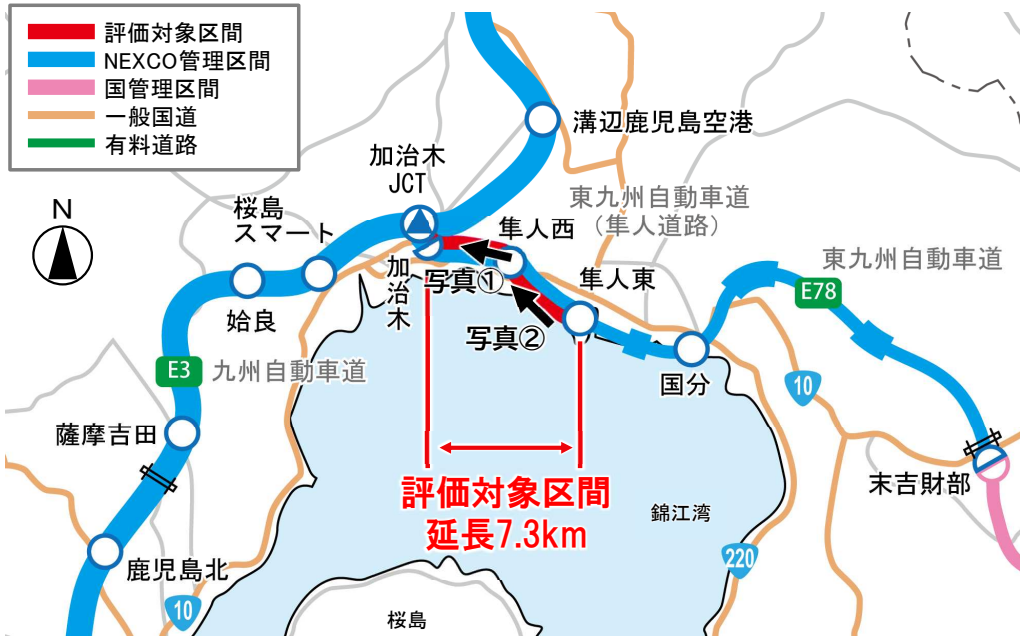 評価対象区間
NEXCO管理区間
国管理区間
一般国道
有料道路
N
溝辺鹿児島空港
加治木
JCT
桜島
スマート
東九州自動車道
(隼人道路)
隼人西
加治木
写真①
隼人東
写真②
姶良
東九州自動車道
E78
国分
E3
九州自動車道
10
薩摩吉田
末吉財部
評価対象区間
延長7.3km
錦江湾
220
鹿児島北
10
桜島